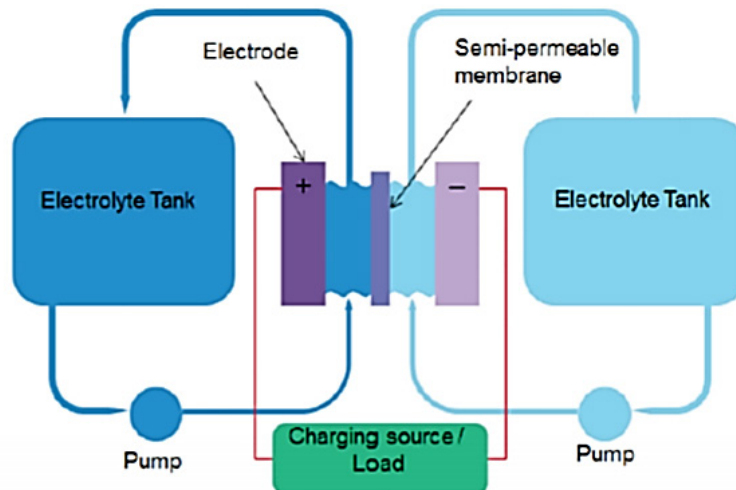 Electrode
Semi-permeable
membrane
Electrolyte Tank
+
–
Electrolyte Tank
Pump
Charging source /
Load
Pump